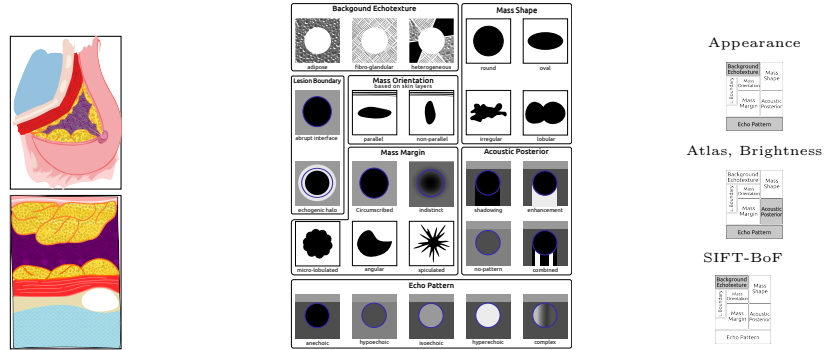 Backgound Echotexture
adipose
fibro-glandular
heterogeneous
Mass Shape
round
oval
irregular
lobular
Lesion Boundary
abrupt interface
echogenic halo
Mass Orientation
based on skin layers
parallel
non-parallel
Mass Margin
Circumscribed
indistinct
micro-lobulated
angular
spiculated
Acoustic Posterior
shadowing
enhancement
no-pattern
combined
Echo Pattern
anechoic
hypoechoic
isoechoic
hyperechoic
complex
Appearance
Background
Echotexture
Mass
Shape
L. Boundary
Mass
Orientation
Mass
Margin
Acoustic
Posterior
Echo Pattern
Atlas, Brightness
Background
Echotexture
Mass
Shape
L. Boundary
Mass
Orientation
Mass
Margin
Acoustic
Posterior
Echo Pattern
SIFT-BoF
Background
Echotexture
Mass
Shape
L. Boundary
Mass
Orientation
Mass
Margin
Acoustic
Posterior
Echo Pattern